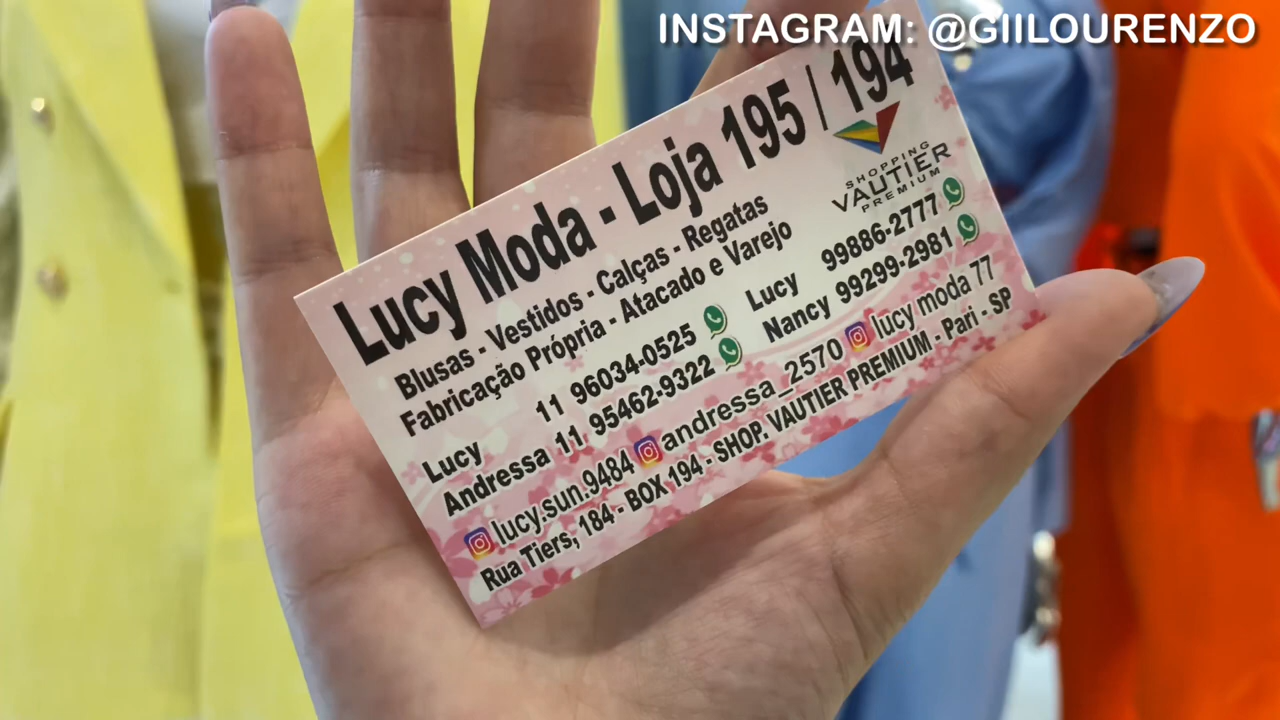 INSTAGRAM: @GIILOURENZO
Lucy Moda - Loja 195 / 194
SHOPPING
VAUTIER
PREMIUM
Blusas - Vestidos - Calças - Regatas
Fabricação Própria - Atacado e Varejo
Lucy 11 96034-0525
Andressa 11 95462-9322
Lucy 99886-2777
Nancy 99299-2981
lucy.sun.9484 andressa_2570 lucy moda 77
Rua Tiers, 184 - BOX 194 - SHOP. VAUTIER PREMIUM - Pari - SP